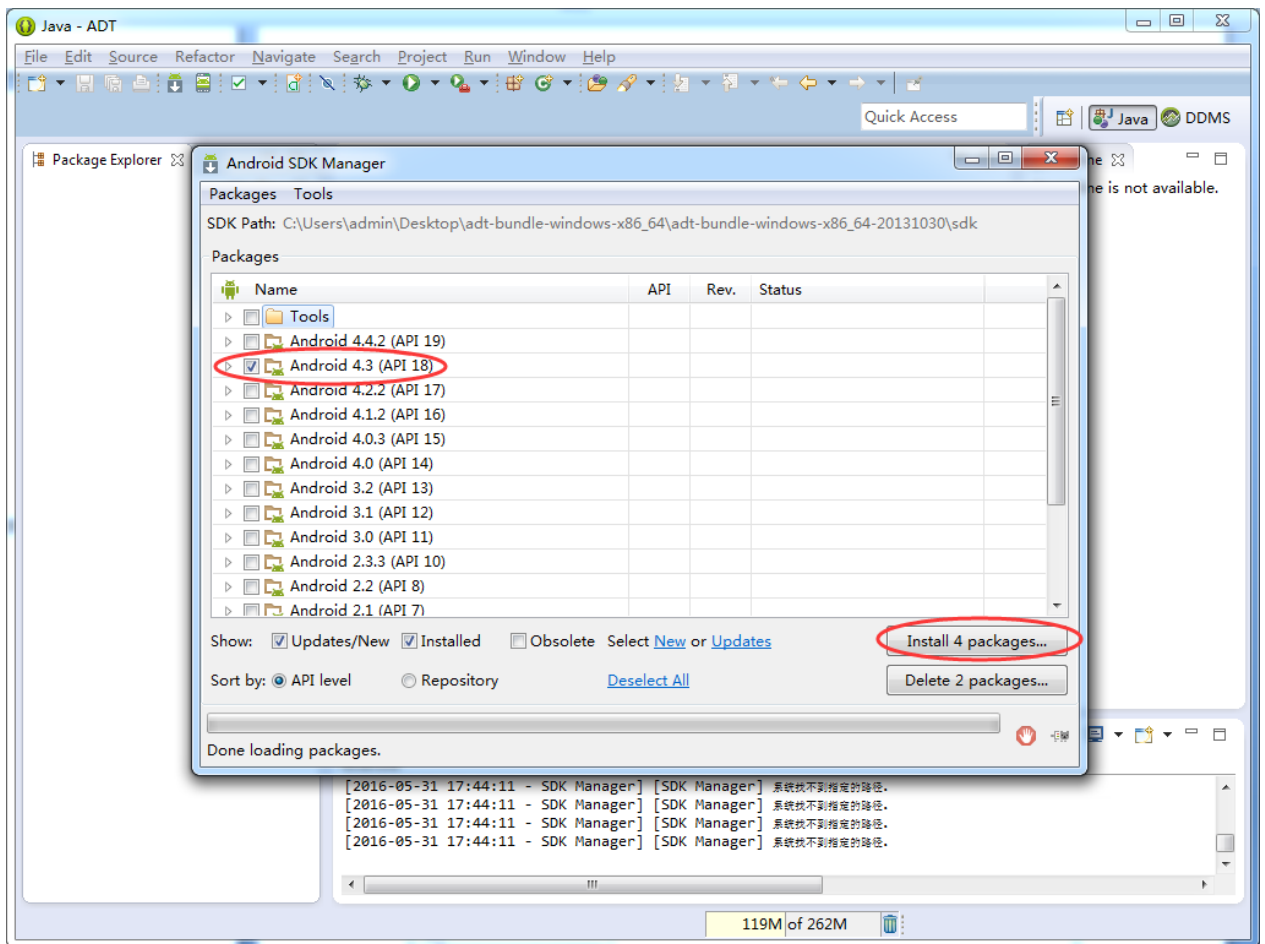 Java - ADT
File Edit Source Refactor Navigate Search Project Run Window Help
Quick Access
Java
DDMS
Package Explorer
Android SDK Manager
ne is not available.
Packages Tools
SDK Path: C:\Users\admin\Desktop\adt-bundle-windows-x86_64\adt-bundle-windows-x86_64-20131030\sdk
Packages
Name API Rev. Status
Tools
Android 4.4.2 (API 19)
Android 4.3 (API 18)
Android 4.2.2 (API 17)
Android 4.1.2 (API 16)
Android 4.0.3 (API 15)
Android 4.0 (API 14)
Android 3.2 (API 13)
Android 3.1 (API 12)
Android 3.0 (API 11)
Android 2.3.3 (API 10)
Android 2.2 (API 8)
Android 2.1 (API 7)
Show: Updates/New Installed Obsolete Select New or Updates
Install 4 packages...
Sort by: API level Repository Deselect All
Delete 2 packages...
Done loading packages.
[2016-05-31 17:44:11 - SDK Manager] [SDK Manager] 系统找不到指定的路径.
[2016-05-31 17:44:11 - SDK Manager] [SDK Manager] 系统找不到指定的路径.
[2016-05-31 17:44:11 - SDK Manager] [SDK Manager] 系统找不到指定的路径.
[2016-05-31 17:44:11 - SDK Manager] [SDK Manager] 系统找不到指定的路径.
119M of 262M